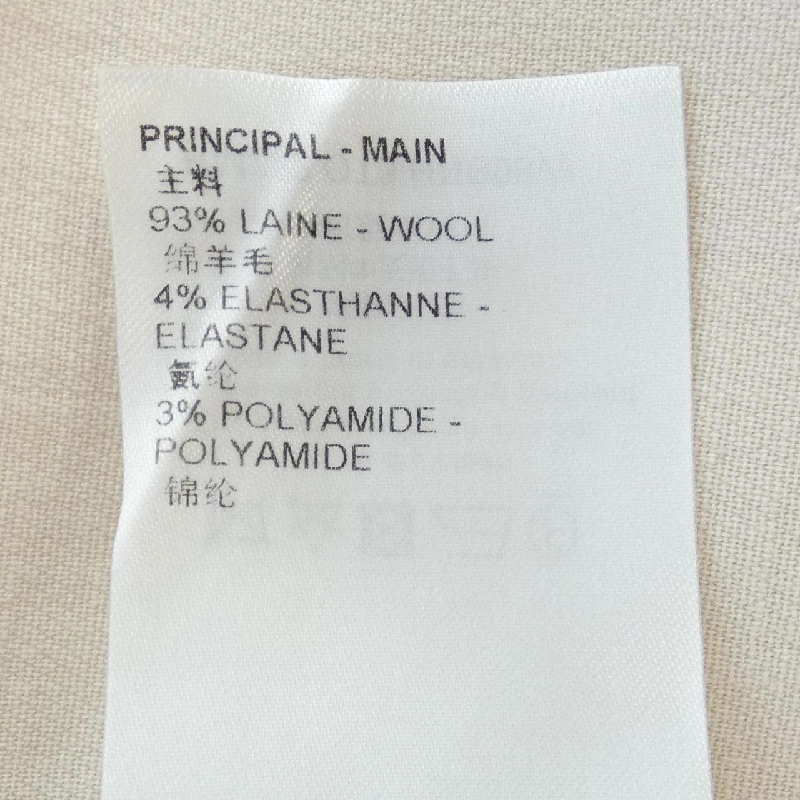 PRINCIPAL - MAIN
主料
93% LAINE - WOOL
绵羊毛
4% ELASTHANNE -
ELASTANE
氨纶
3% POLYAMIDE -
POLYAMIDE
锦纶